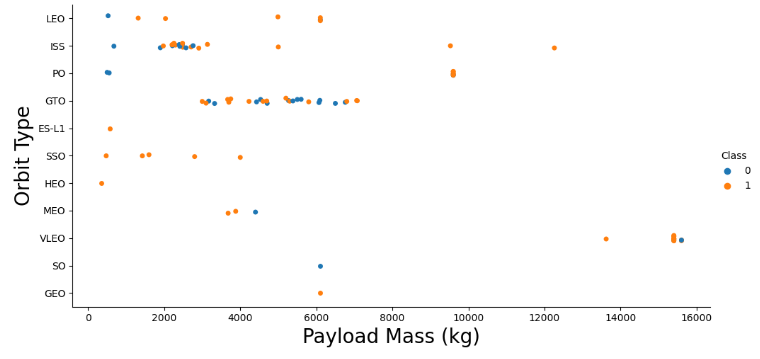 LEO
ISS
PO
GTO
ES-L1
SSO
HEO
MEO
VLEO
SO
GEO
Orbit Type
0 2000 4000 6000 8000 10000 12000 14000 16000
Payload Mass (kg)
Class
0
1